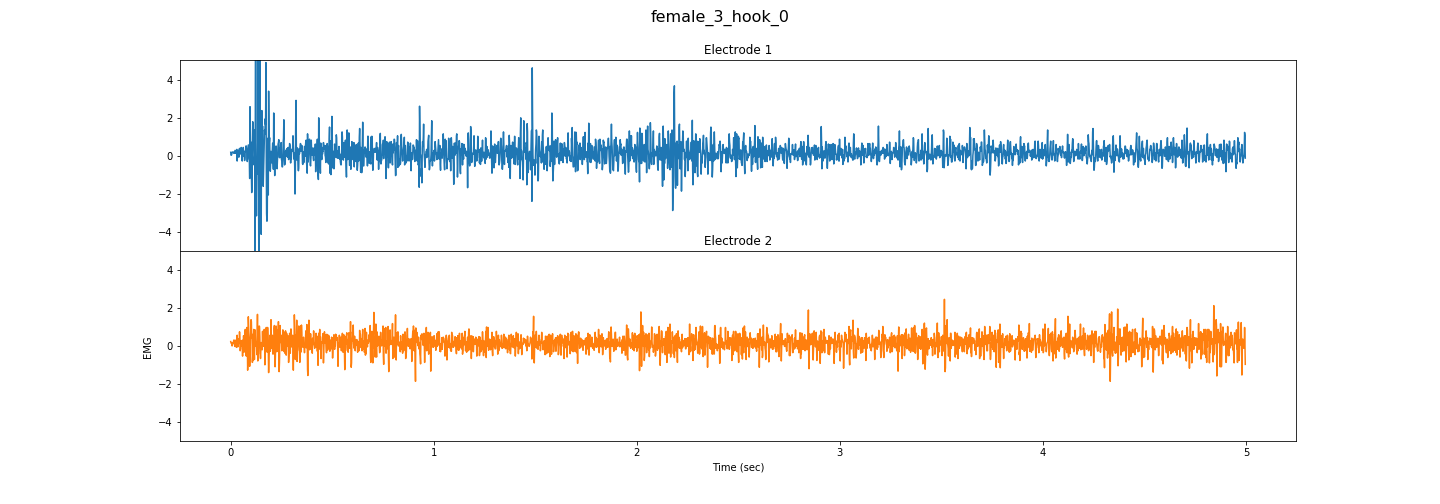 female_3_hook_0
Electrode 1
4
2
0
−2
−4
Electrode 2
4
2
0
−2
−4
EMG
0 1 2 3 4 5
Time (sec)